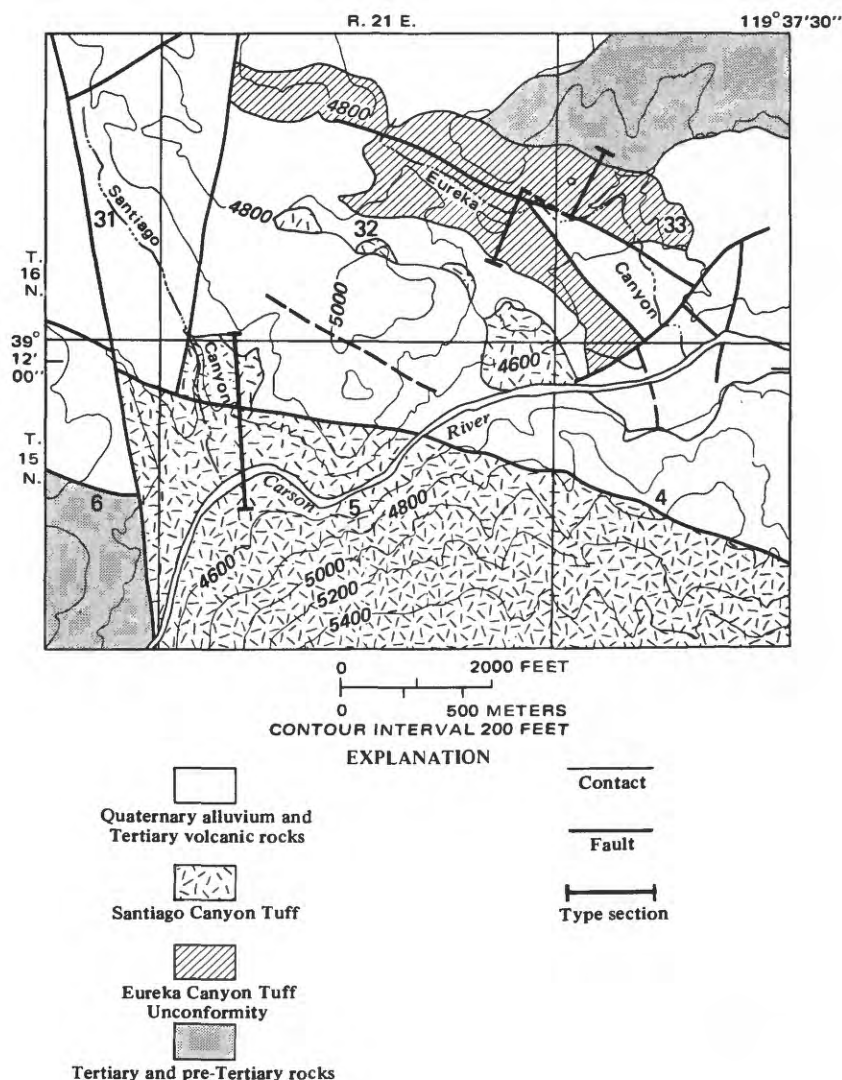 R. 21 E.
119°37'30"
4800
Eureka
33
Santiago
31
4800
32
T.
16
N.
Canyon
5000
39°
12'
00"
Canyon
4600
River
T.
15
N.
Carson
6
5
4800
4
4600
5000
5200
5400
0 2000 FEET
0 500 METERS
CONTOUR INTERVAL 200 FEET
EXPLANATION
Quaternary alluvium and
Tertiary volcanic rocks
Santiago Canyon Tuff
Eureka Canyon Tuff
Unconformity
Tertiary and pre-Tertiary rocks
Contact
Fault
Type section